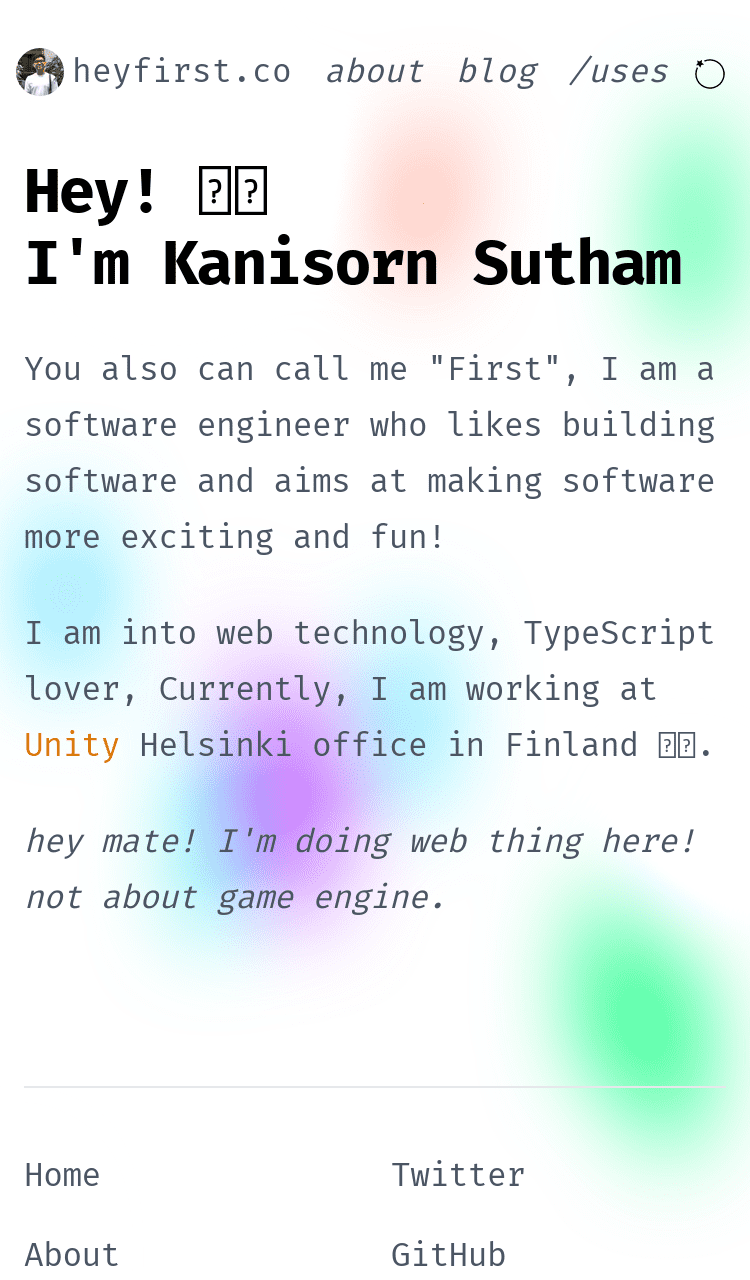 heyfirst.co about blog /uses
Hey!
I'm Kanisorn Sutham
You also can call me "First", I am a
software engineer who likes building
software and aims at making software
more exciting and fun!
I am into web technology, TypeScript
lover, Currently, I am working at
Unity Helsinki office in Finland .
hey mate! I'm doing web thing here!
not about game engine.
Home
Twitter
About
GitHub